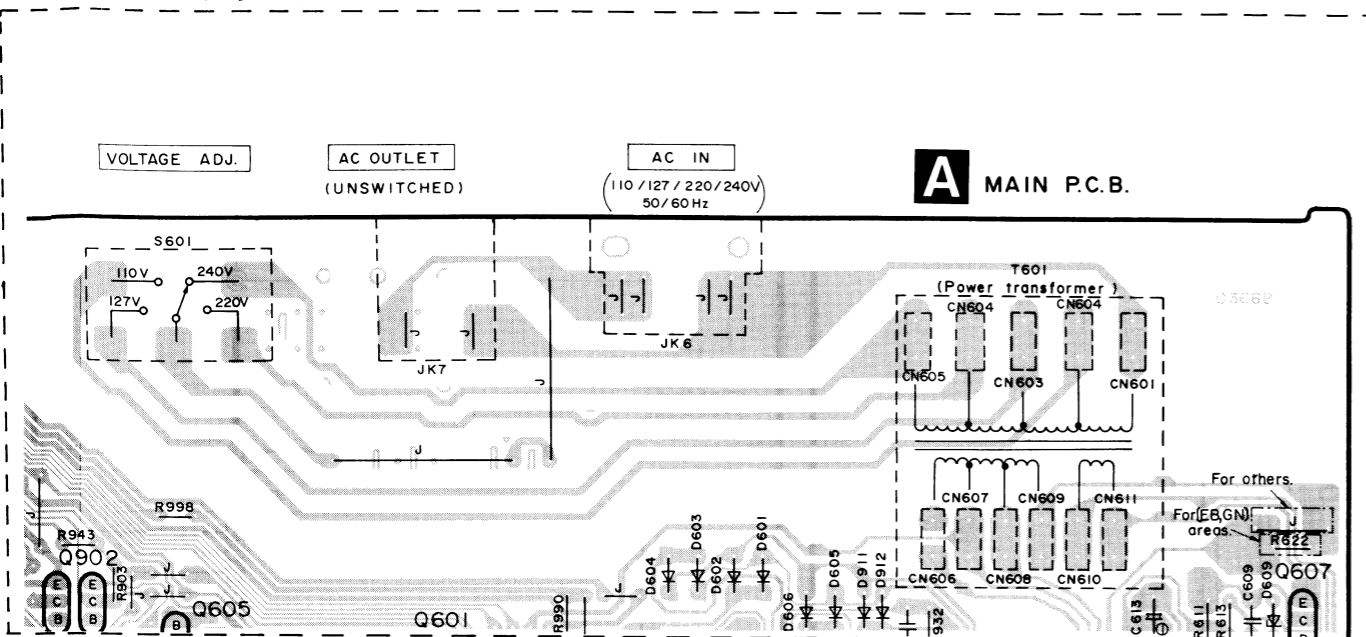 VOLTAGE ADJ.
AC OUTLET
(UNSWITCHED)
AC IN
(110/127/220/240V)
50/60Hz
A MAIN P.C.B.
S601
110V
240V
127V
220V
JK7
J
J
J
J
J
J
JK6
J
J
T601
(Power transformer)
CN604
CN604
CN605
CN603
CN601
CN607
CN609
CN611
CN606
CN608
CN610
For others.
J
For(EB,GN)
areas.
R622
Q607
J
R998
R943
Q902
E
C
B
E
C
B
R903
J
J
B
Q605
Q601
R990
J
D604
D603
D602
D601
D606
D605
D911
D912
932
C613
R611
R613
C609
D609
E
C